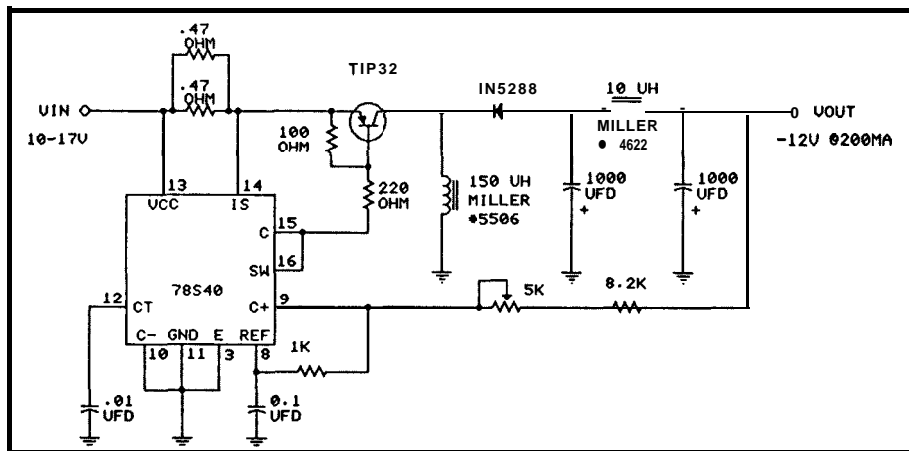 .47
OHM
.47
OHM
TIP32
IN5288
10 UH
VIN
10-17V
100
OHM
MILLER
● 4622
VOUT
-12V @200MA
13
14
VCC
IS
220
OHM
150 UH
MILLER
*5506
1000
UFD
+
1000
UFD
+
C
15
SW
16
78S40
12
CT
C+
9
5K
8.2K
C-
GND
E
REF
10
11
3
8
1K
.01
UFD
0.1
UFD